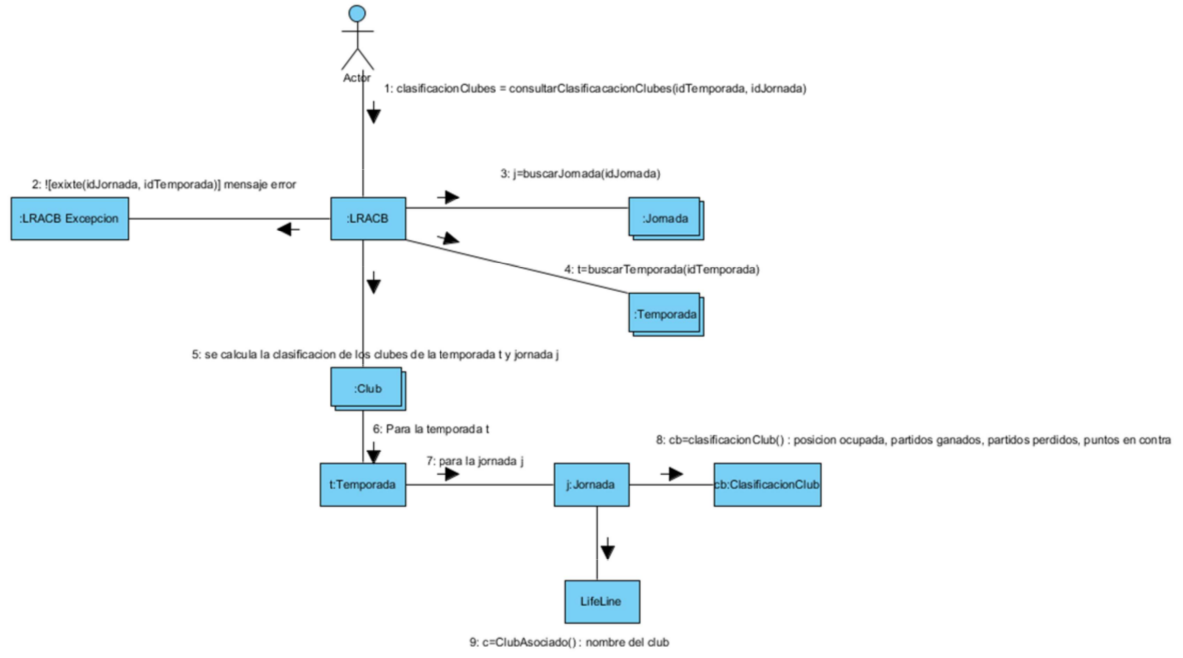 Actor
1: clasificacionClubes = consultarClasificacacionClubes(idTemporada, idJornada)
2: ![exixte(idJornada, idTemporada)] mensaje error
3: j=buscarJornada(idJornada)
:LRACB Excepcion
:LRACB
:Jornada
4: t=buscarTemporada(idTemporada)
:Temporada
5: se calcula la clasificacion de los clubes de la temporada t y jornada j
:Club
6: Para la temporada t
8: cb=clasificacionClub() : posicion ocupada, partidos ganados, partidos perdidos, puntos en contra
7: para la jornada j
t:Temporada
j:Jornada
cb:ClasificacionClub
LifeLine
9: c=ClubAsociado() : nombre del club